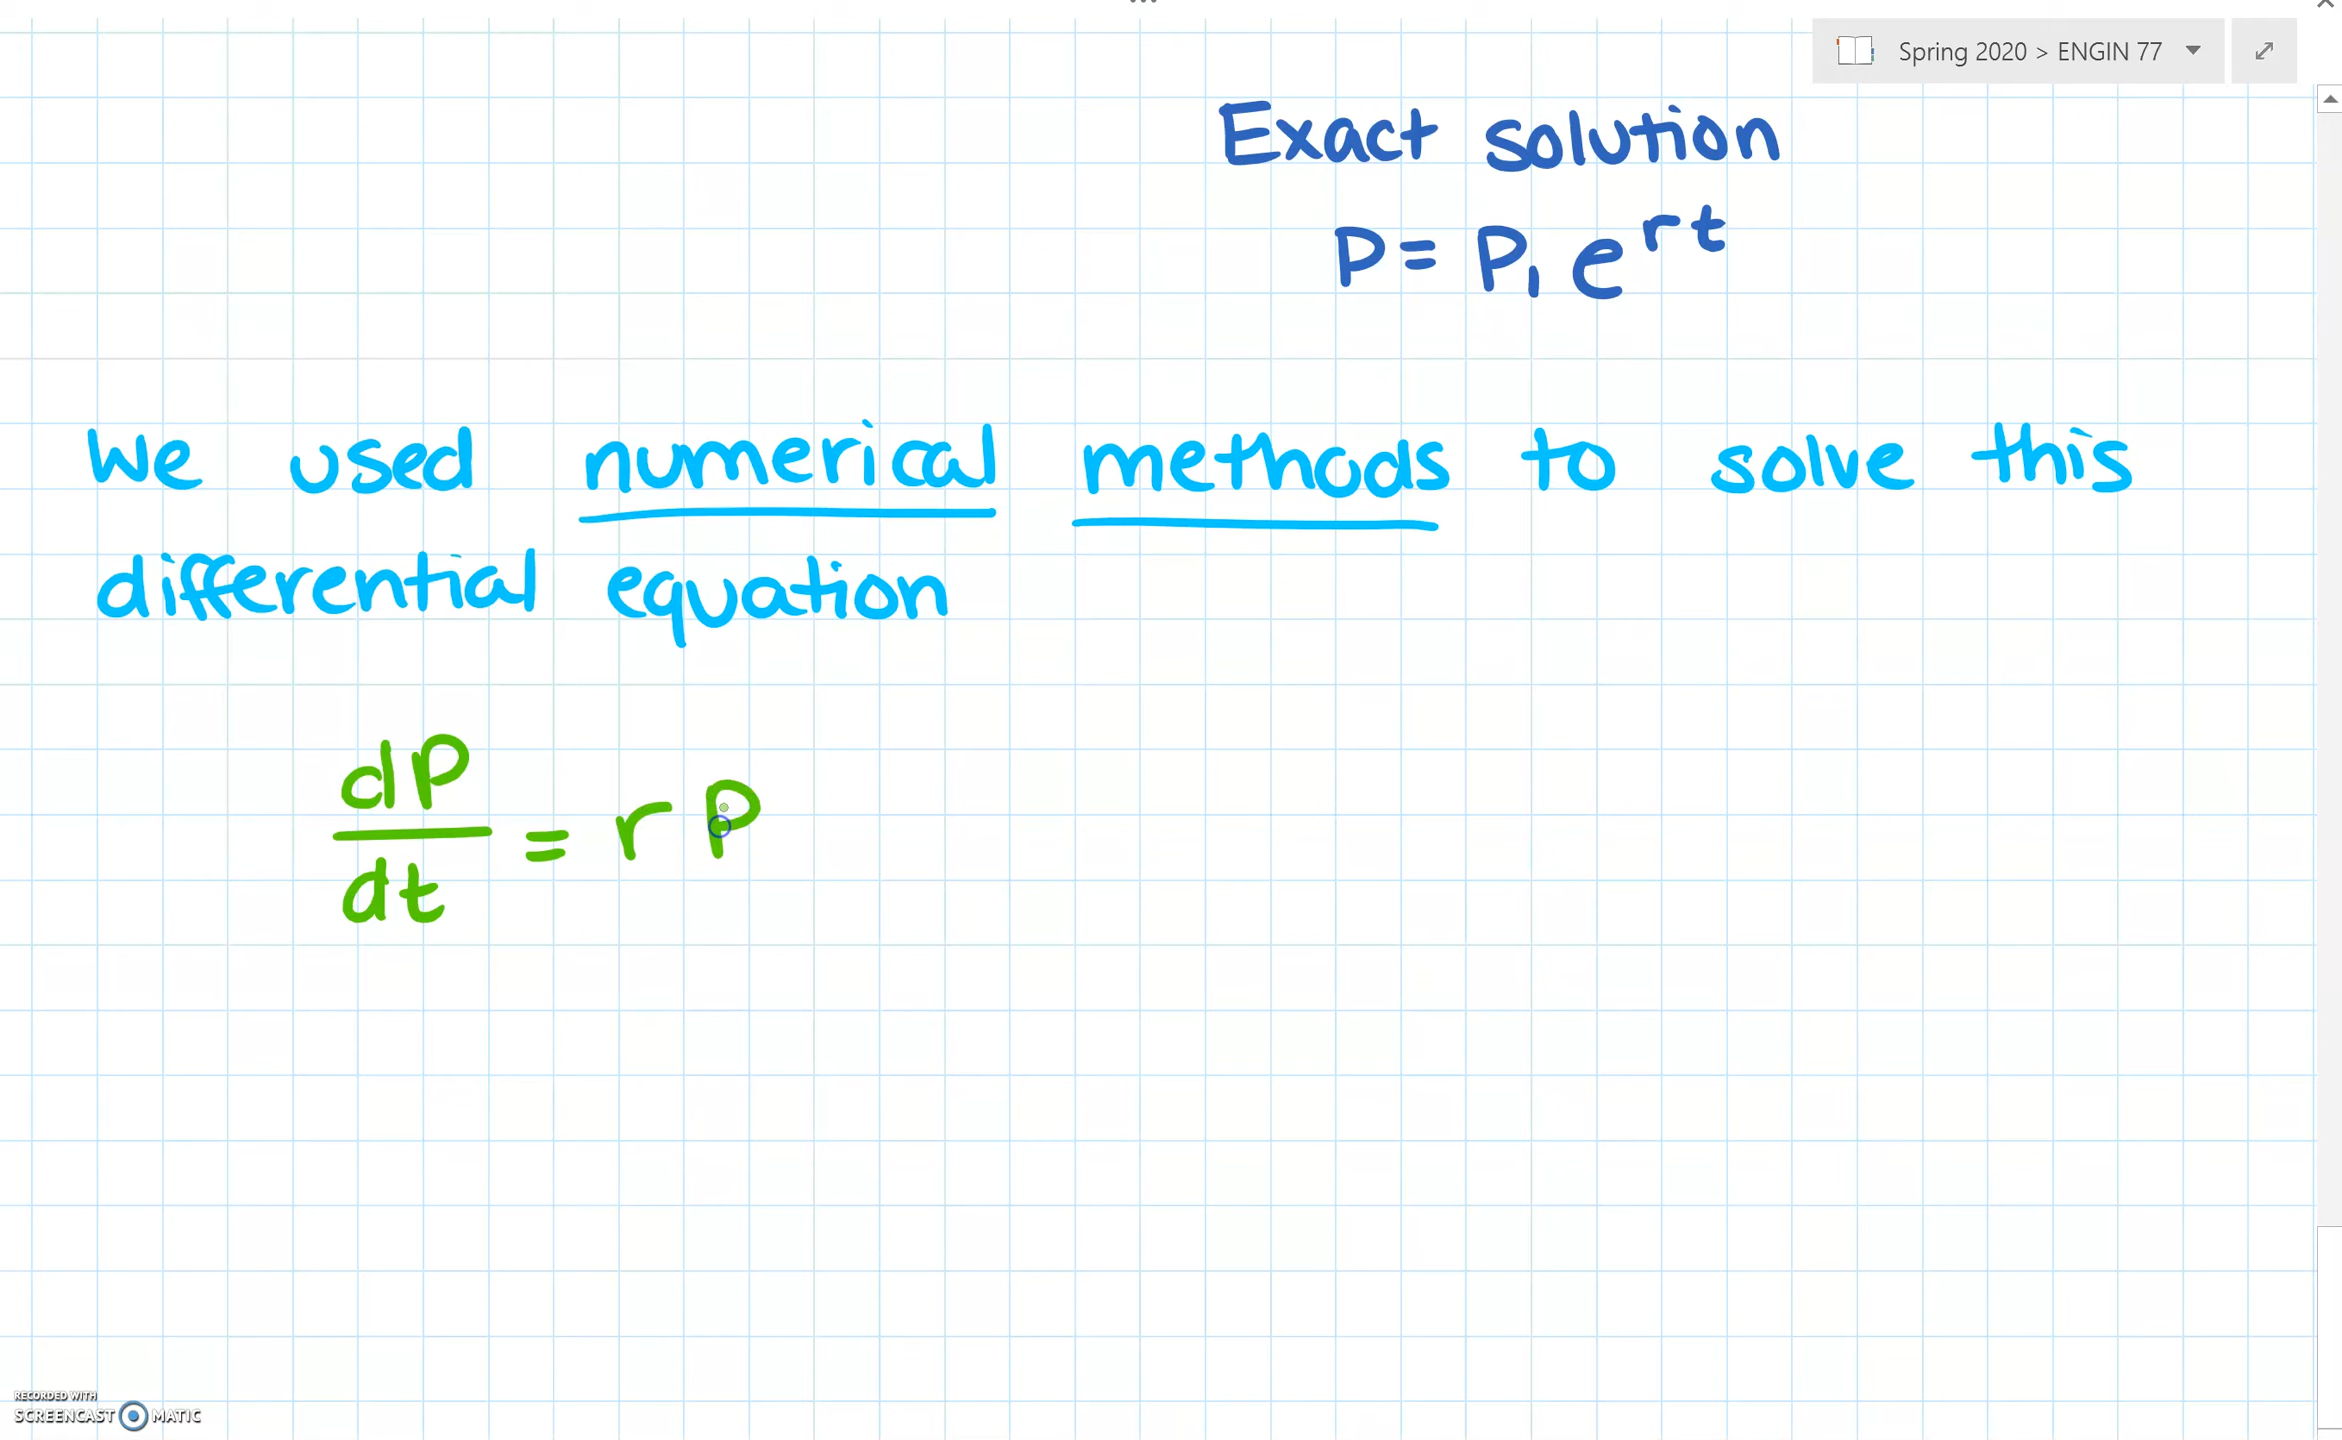 Spring 2020 > ENGIN 77
Exact solution
P = P₁ e^{rt}
We used numerical methods to solve this
differential equation
dP/dt = r P
RECORDED WITH
SCREENCAST MATIC